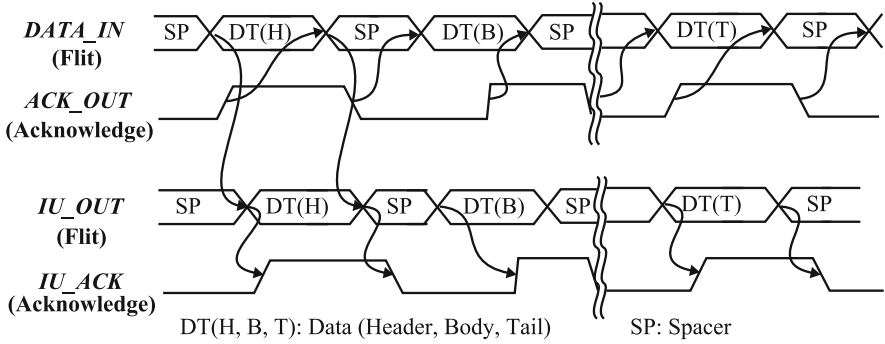 DATA_IN
(Flit)
SP DT(H) SP DT(B) SP DT(T) SP
ACK_OUT
(Acknowledge)
IU_OUT
(Flit)
SP DT(H) SP DT(B) SP DT(T) SP
IU_ACK
(Acknowledge)
DT(H, B, T): Data (Header, Body, Tail) SP: Spacer